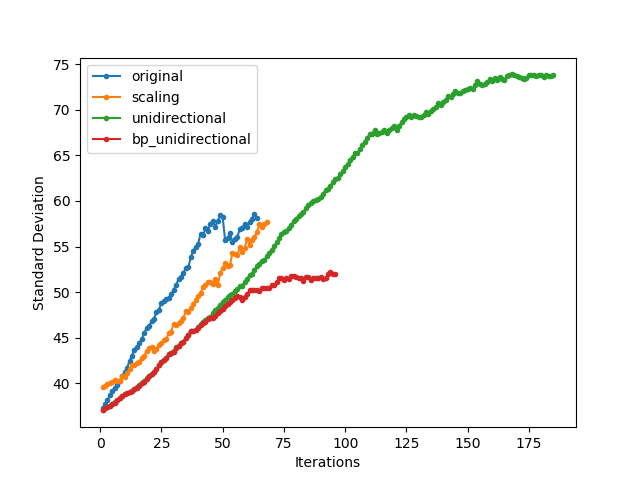 original
scaling
unidirectional
bp_unidirectional
75
70
65
60
55
50
45
40
Standard Deviation
0 25 50 75 100 125 150 175
Iterations